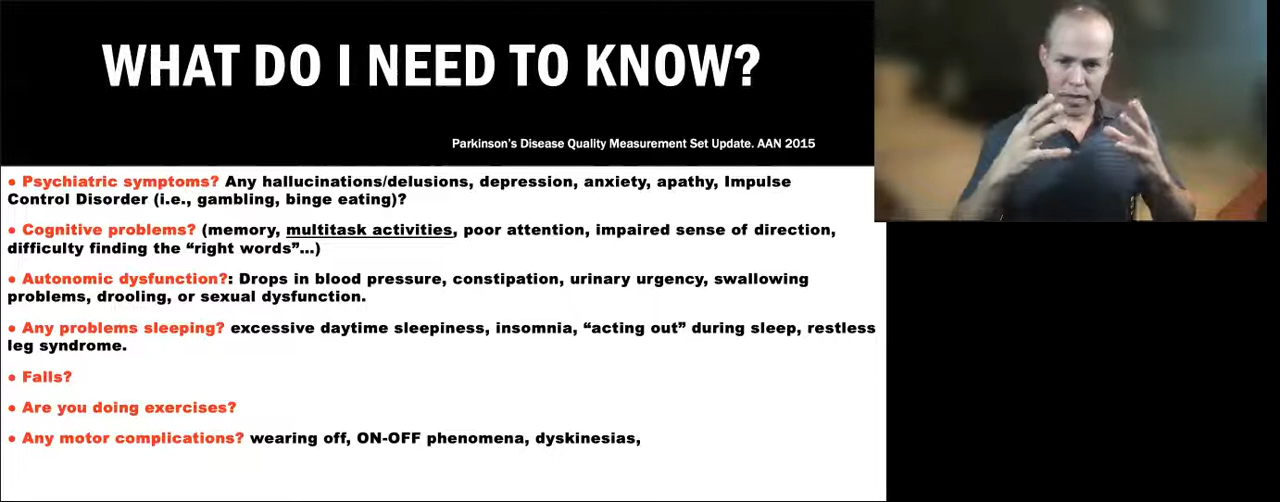 WHAT DO I NEED TO KNOW?
Parkinson's Disease Quality Measurement Set Update. AAN 2015
● Psychiatric symptoms? Any hallucinations/delusions, depression, anxiety, apathy, Impulse
Control Disorder (i.e., gambling, binge eating)?
● Cognitive problems? (memory, multitask activities, poor attention, impaired sense of direction,
difficulty finding the “right words”...)
● Autonomic dysfunction?: Drops in blood pressure, constipation, urinary urgency, swallowing
problems, drooling, or sexual dysfunction.
● Any problems sleeping? excessive daytime sleepiness, insomnia, “acting out” during sleep, restless
leg syndrome.
● Falls?
● Are you doing exercises?
● Any motor complications? wearing off, ON-OFF phenomena, dyskinesias,